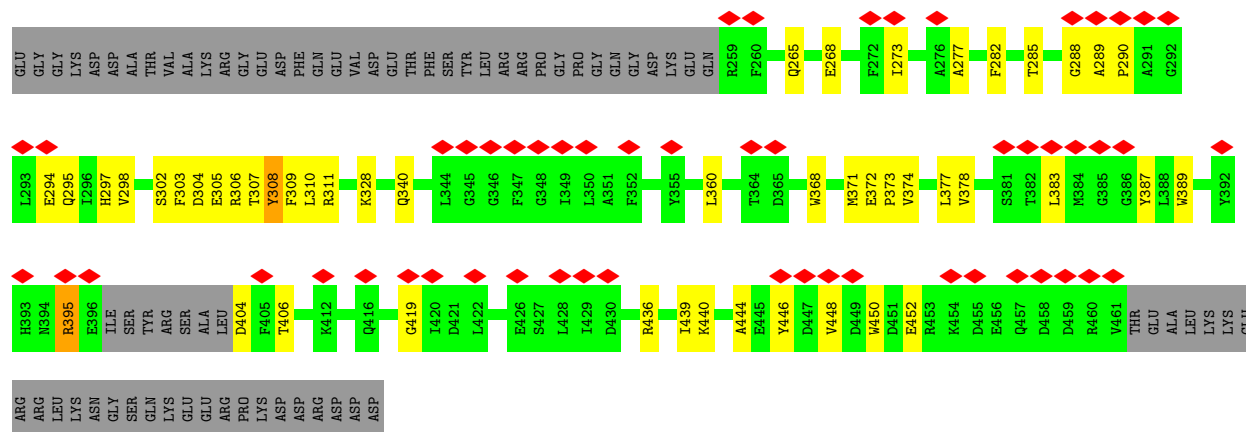 GLU GLY GLY LYS ASP ASP ALA THR VAL ALA LYS ARG GLY GLU ASP PHE GLN GLU VAL ASP GLU THR PHE SER TYR LEU ARG ARG PRO GLY PRO GLY GLN GLY ASP LYS GLU GLN R259 F260 Q265 E268 F272 I273 A276 A277 F282 T285 G288 A289 P290 A291 G292
L293 E294 Q295 I296 H297 V298 S302 F303 D304 E305 R306 T307 Y308 F309 L310 R311 K328 Q340 L344 G345 G346 F347 G348 I349 L350 A351 F352 Y355 L360 T364 D365 W368 M371 E372 P373 V374 L377 V378 S381 T382 L383 M384 G385 G386 Y387 L388 W389 Y392
H393 N394 R395 E396 ILE SER TYR ARG SER ALA LEU D404 F405 T406 K412 Q416 G419 I420 D421 L422 E426 S427 L428 I429 D430 R436 I439 K440 A444 E445 Y446 D447 V448 D449 W450 D451 E452 R453 K454 D455 E456 Q457 D458 D459 R460 V461 THR GLU ALA LEU LYS LYS GLU
ARG ARG LEU LYS ASN GLY SER GLN LYS GLU GLU ARG PRO LYS ASP ASP ARG ASP ASP ASP